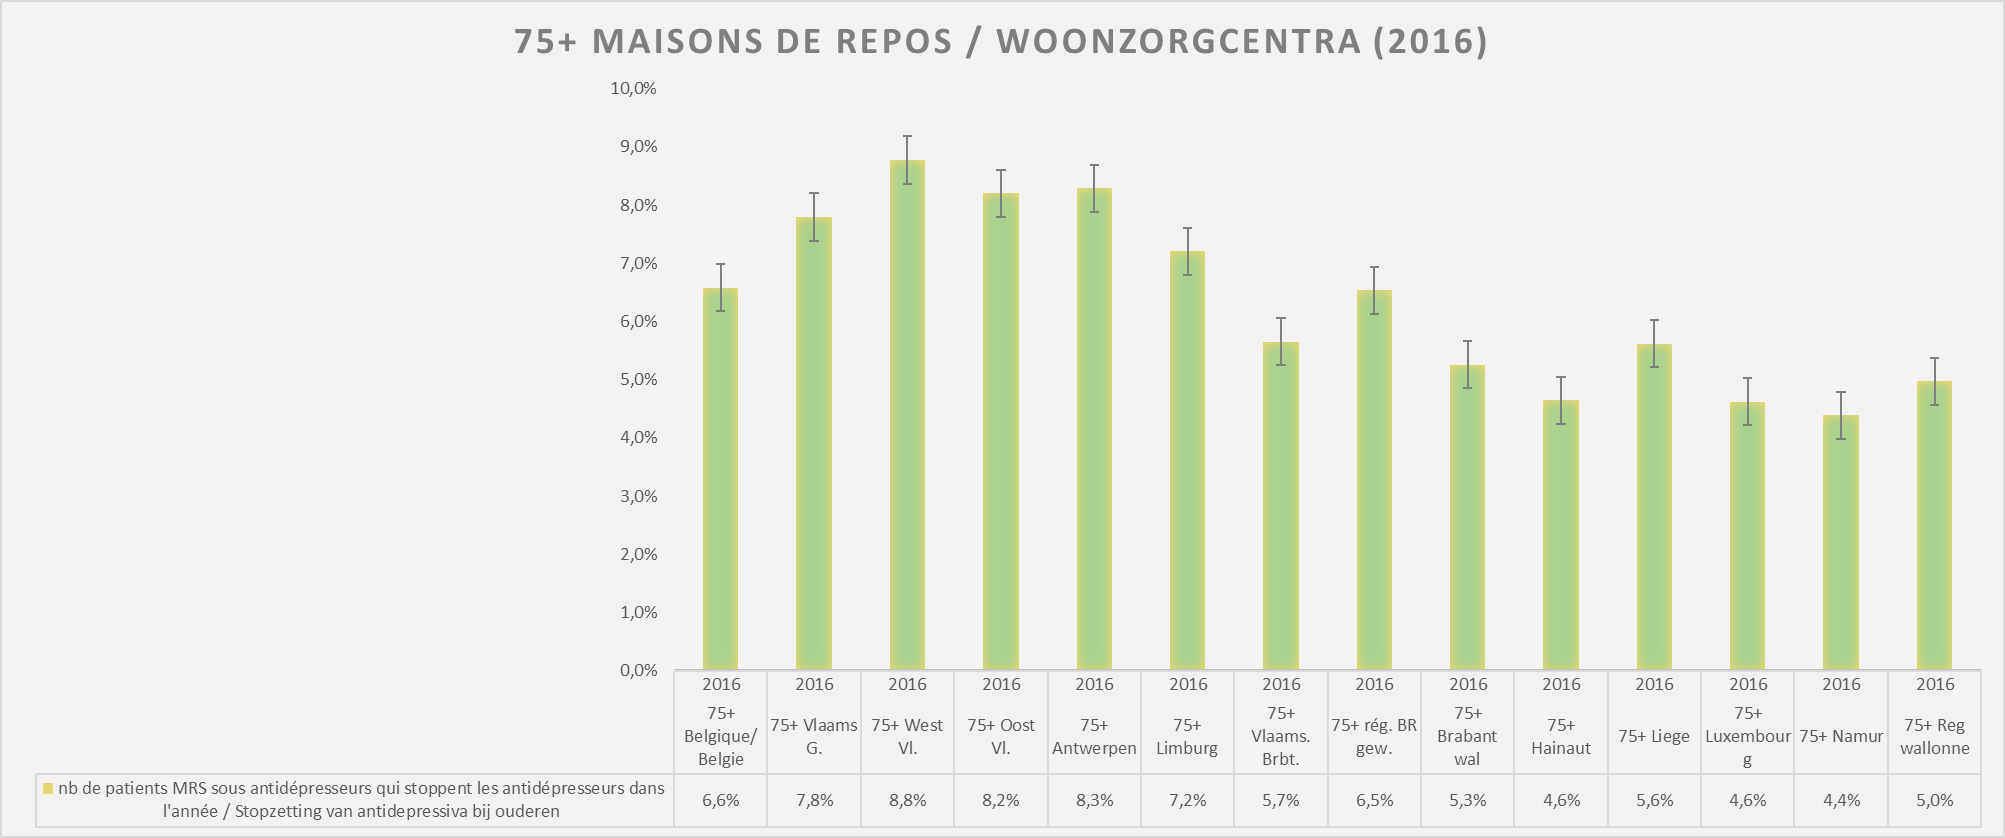 75+ MAISONS DE REPOS / WOONZORGCENTRA (2016)
10,0%
9,0%
8,0%
7,0%
6,0%
5,0%
4,0%
3,0%
2,0%
1,0%
0,0%
2016 2016 2016 2016 2016 2016 2016 2016 2016 2016 2016 2016 2016 2016
75+ Belgique/ Belgie
75+ Vlaams G.
75+ West Vl.
75+ Oost Vl.
75+ Antwerpen
75+ Limburg
75+ Vlaams. Brbt.
75+ rég. BR gew.
75+ Brabant wal
75+ Hainaut
75+ Liege
75+ Luxembourg
75+ Namur
75+ Reg wallonne
nb de patients MRS sous antidépresseurs qui stoppent les antidépresseurs dans
l'année / Stopzetting van antidepressiva bij ouderen
6,6% 7,8% 8,8% 8,2% 8,3% 7,2% 5,7% 6,5% 5,3% 4,6% 5,6% 4,6% 4,4% 5,0%